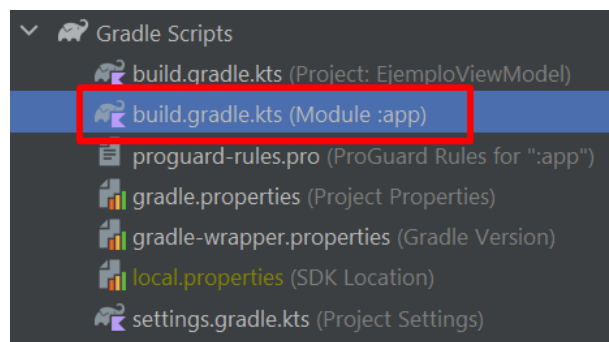 Gradle Scripts
build.gradle.kts (Project: EjemploViewModel)
build.gradle.kts (Module :app)
proguard-rules.pro (ProGuard Rules for ":app")
gradle.properties (Project Properties)
gradle-wrapper.properties (Gradle Version)
local.properties (SDK Location)
settings.gradle.kts (Project Settings)